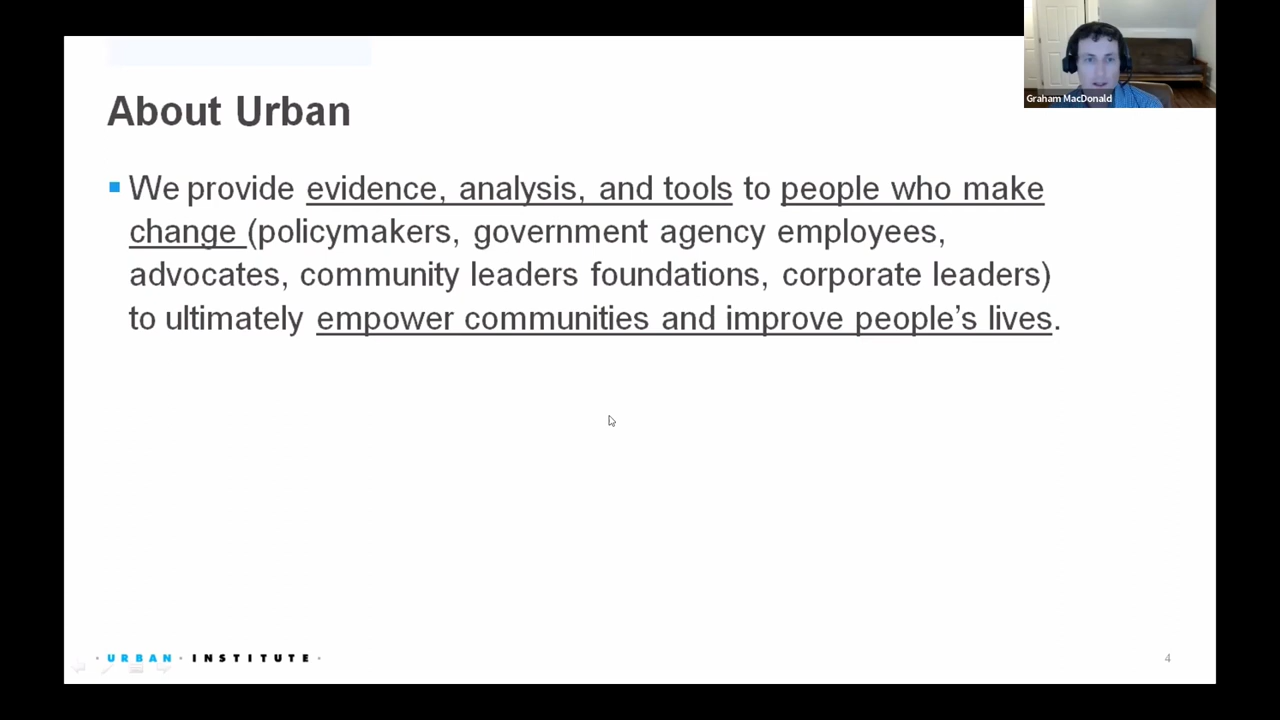 Graham MacDonald
About Urban
We provide evidence, analysis, and tools to people who make
change (policymakers, government agency employees,
advocates, community leaders foundations, corporate leaders)
to ultimately empower communities and improve people’s lives.
· URBAN · INSTITUTE ·
4